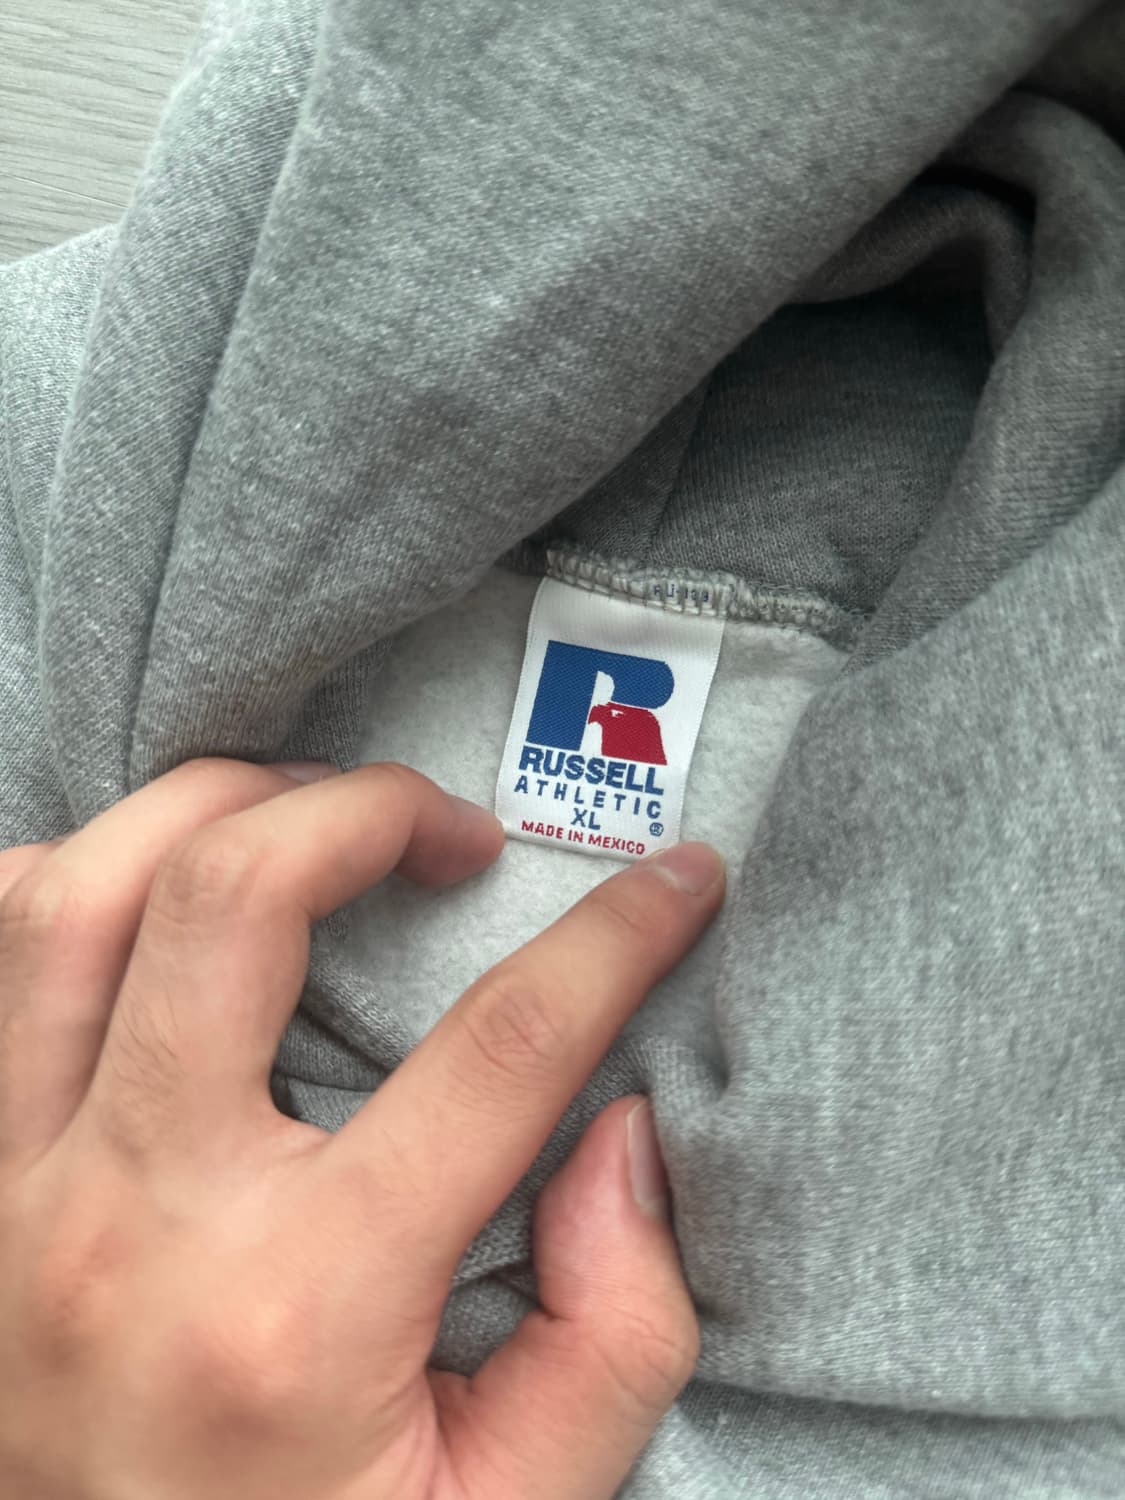 R
RUSSELL
ATHLETIC
XL ®
MADE IN MEXICO